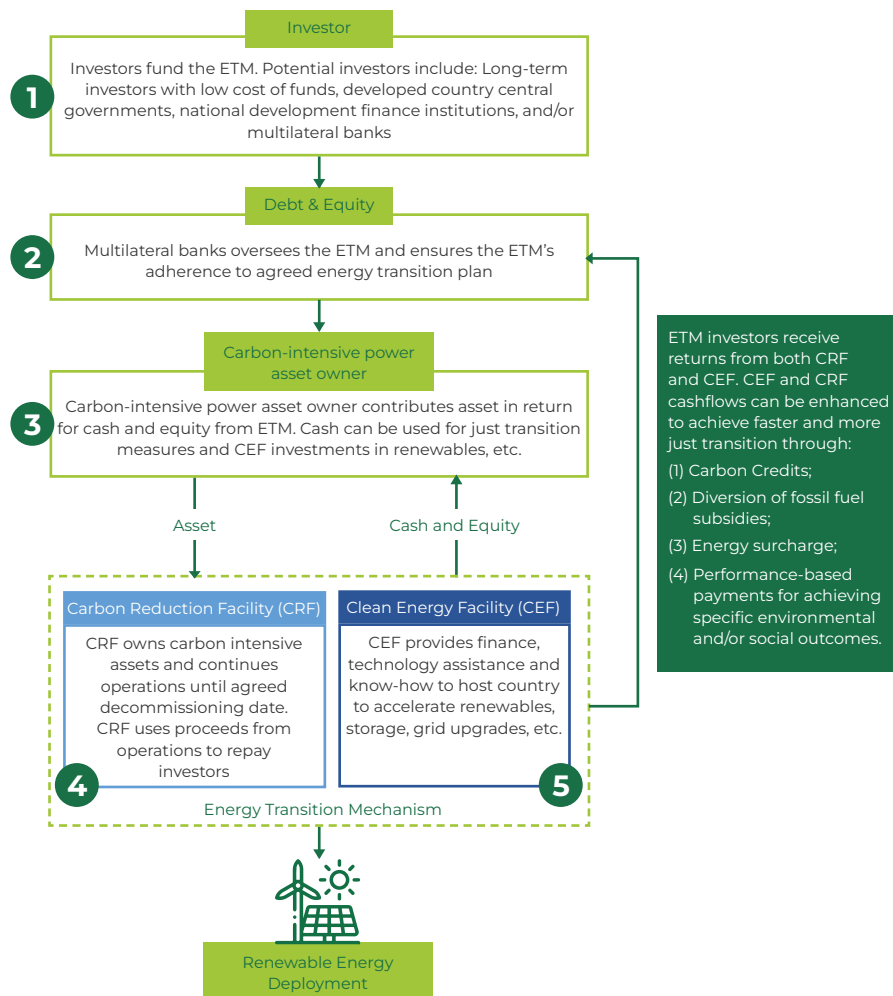 Investor
1
Investors fund the ETM. Potential investors include: Long-term
investors with low cost of funds, developed country central
governments, national development finance institutions, and/or
multilateral banks
Debt & Equity
2
Multilateral banks oversees the ETM and ensures the ETM’s
adherence to agreed energy transition plan
Carbon-intensive power
asset owner
3
Carbon-intensive power asset owner contributes asset in return
for cash and equity from ETM. Cash can be used for just transition
measures and CEF investments in renewables, etc.
Asset
Cash and Equity
Carbon Reduction Facility (CRF)
CRF owns carbon intensive
assets and continues
operations until agreed
decommissioning date.
CRF uses proceeds from
operations to repay
investors
4
Clean Energy Facility (CEF)
CEF provides finance,
technology assistance and
know-how to host country
to accelerate renewables,
storage, grid upgrades, etc.
5
Energy Transition Mechanism
Renewable Energy
Deployment
ETM investors receive
returns from both CRF
and CEF. CEF and CRF
cashflows can be enhanced
to achieve faster and more
just transition through:
(1) Carbon Credits;
(2) Diversion of fossil fuel
subsidies;
(3) Energy surcharge;
(4) Performance-based
payments for achieving
specific environmental
and/or social outcomes.